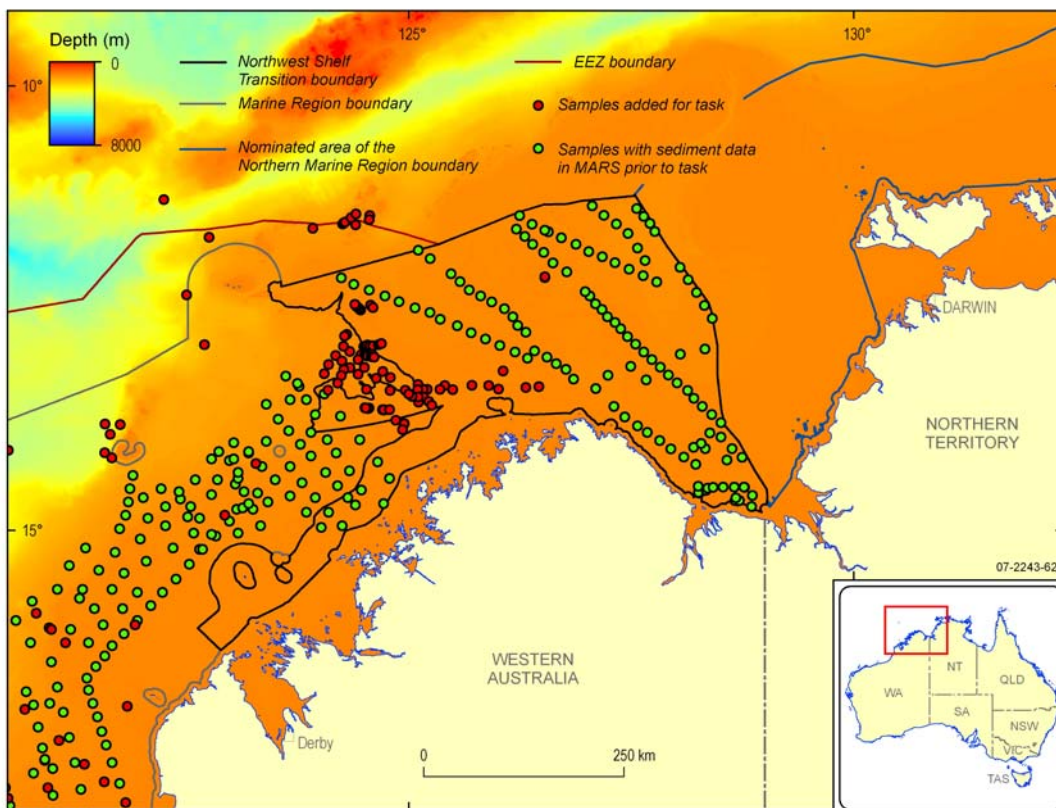 125°
130°
Depth (m)
0
8000
Northwest Shelf
Transition boundary
Marine Region boundary
Nominated area of the
Northern Marine Region boundary
EEZ boundary
Samples added for task
Samples with sediment data
in MARS prior to task
10°
DARWIN
NORTHERN
TERRITORY
15°
07-2243-62
WESTERN
AUSTRALIA
Derby
0
250 km
WA
NT
QLD
SA
NSW
VIC
TAS